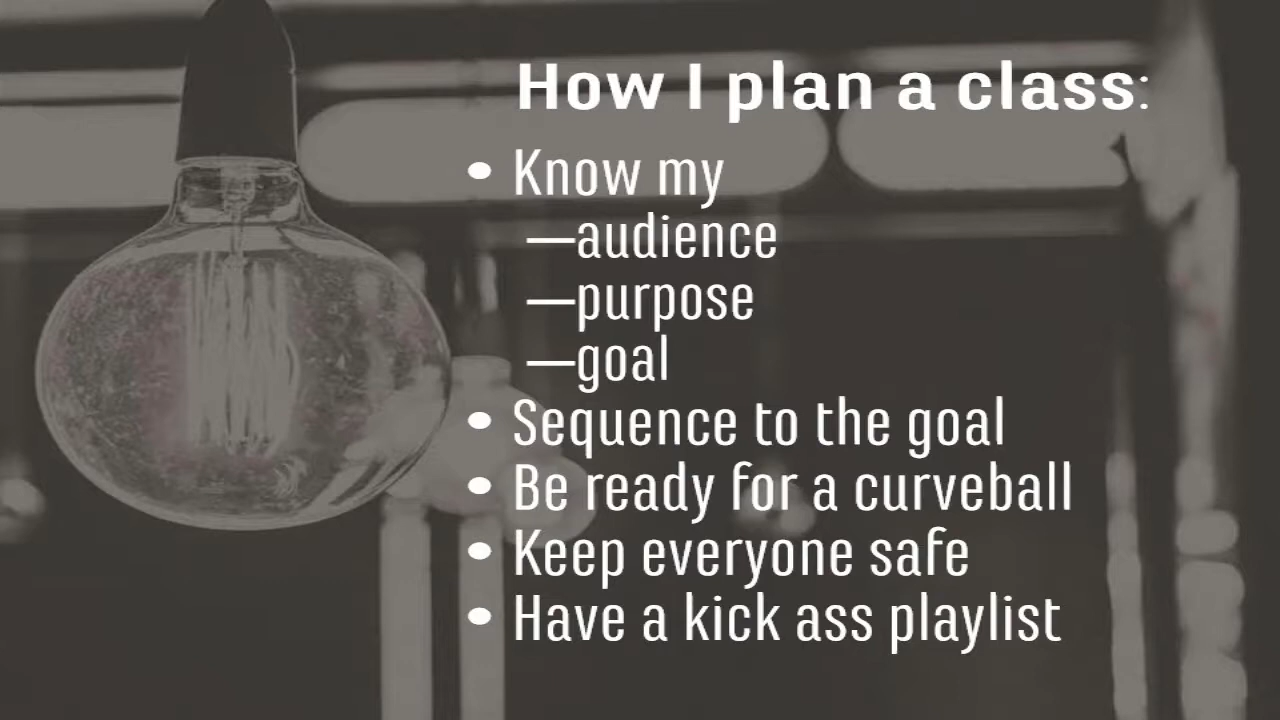 How I plan a class:
• Know my
—audience
—purpose
—goal
• Sequence to the goal
• Be ready for a curveball
• Keep everyone safe
• Have a kick ass playlist